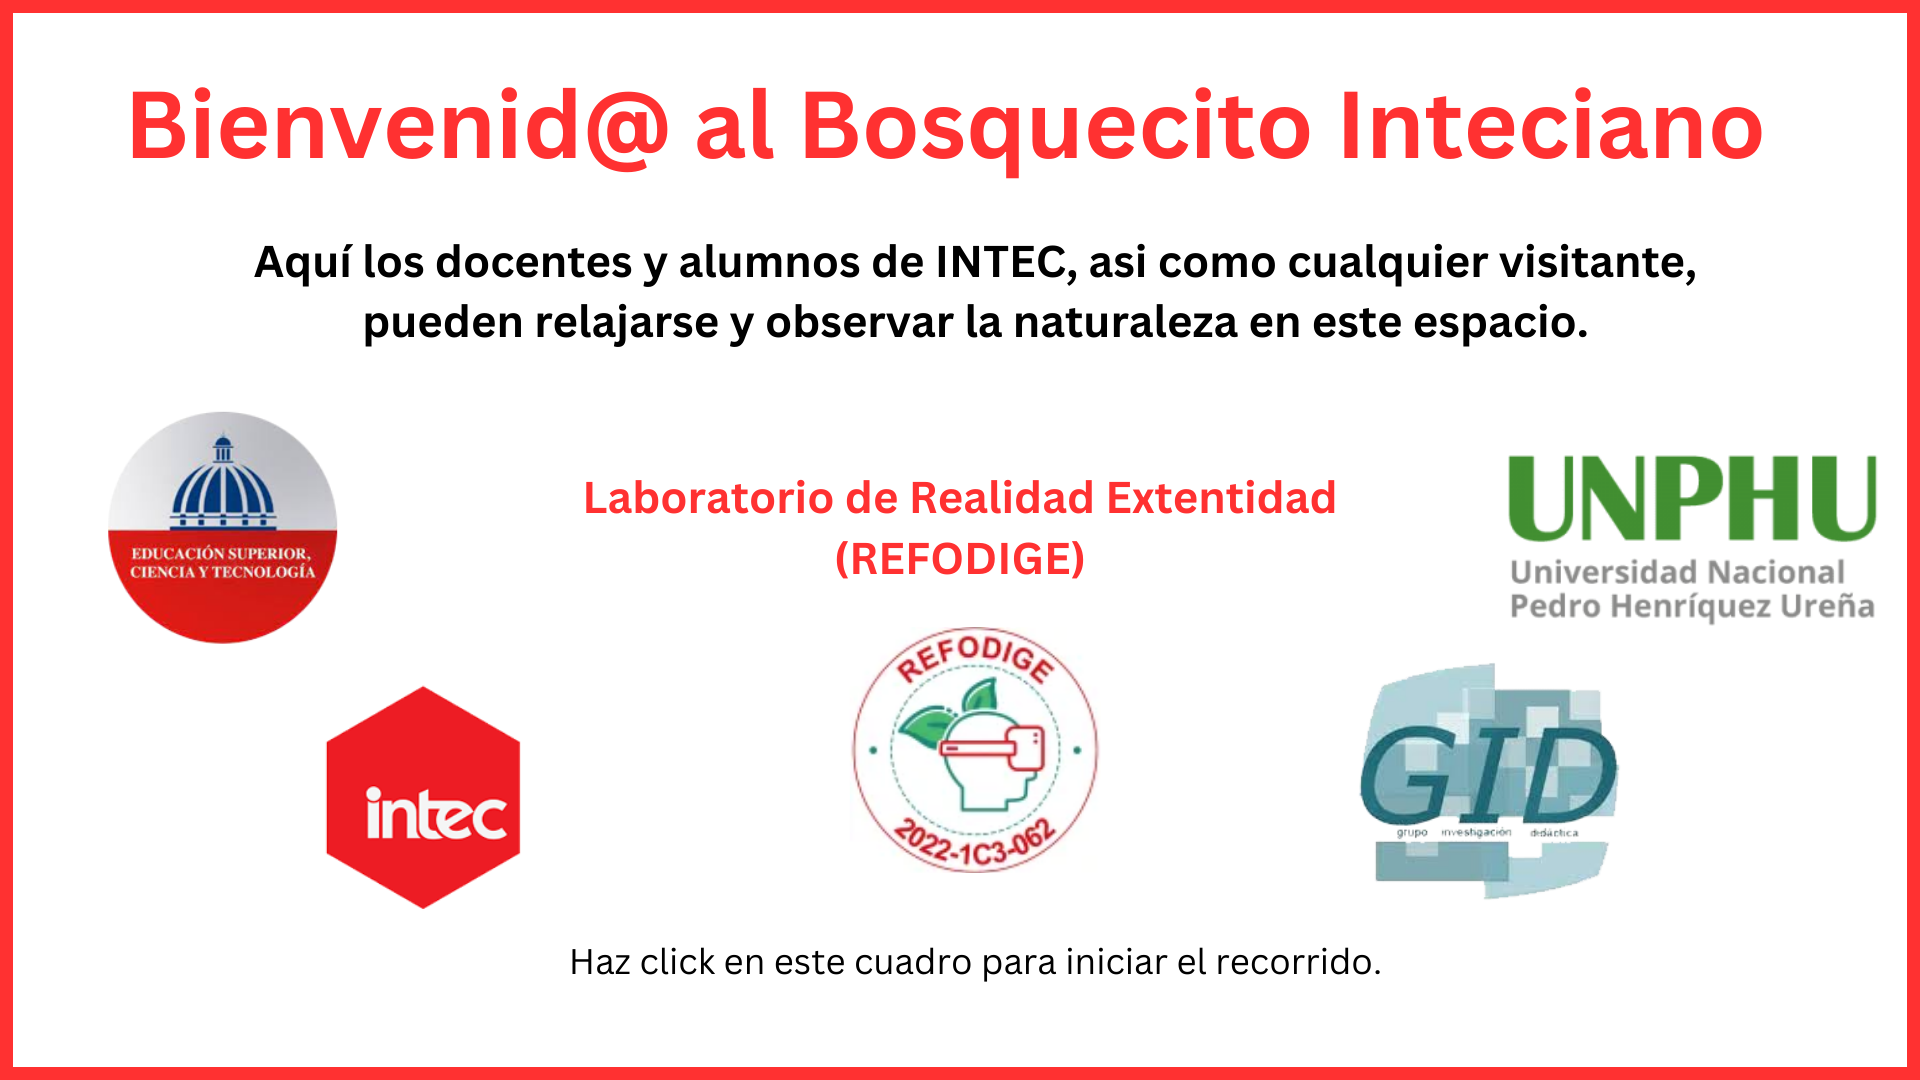 Bienvenid@ al Bosquecito Inteciano
Aquí los docentes y alumnos de INTEC, asi como cualquier visitante,
pueden relajarse y observar la naturaleza en este espacio.
EDUCACIÓN SUPERIOR,
CIENCIA Y TECNOLOGÍA
Laboratorio de Realidad Extentidad
(REFODIGE)
UNPHU
Universidad Nacional
Pedro Henríquez Ureña
intec
REFODIGE
2022-1C3-062
GID
grupo investigación didáctica
Haz click en este cuadro para iniciar el recorrido.